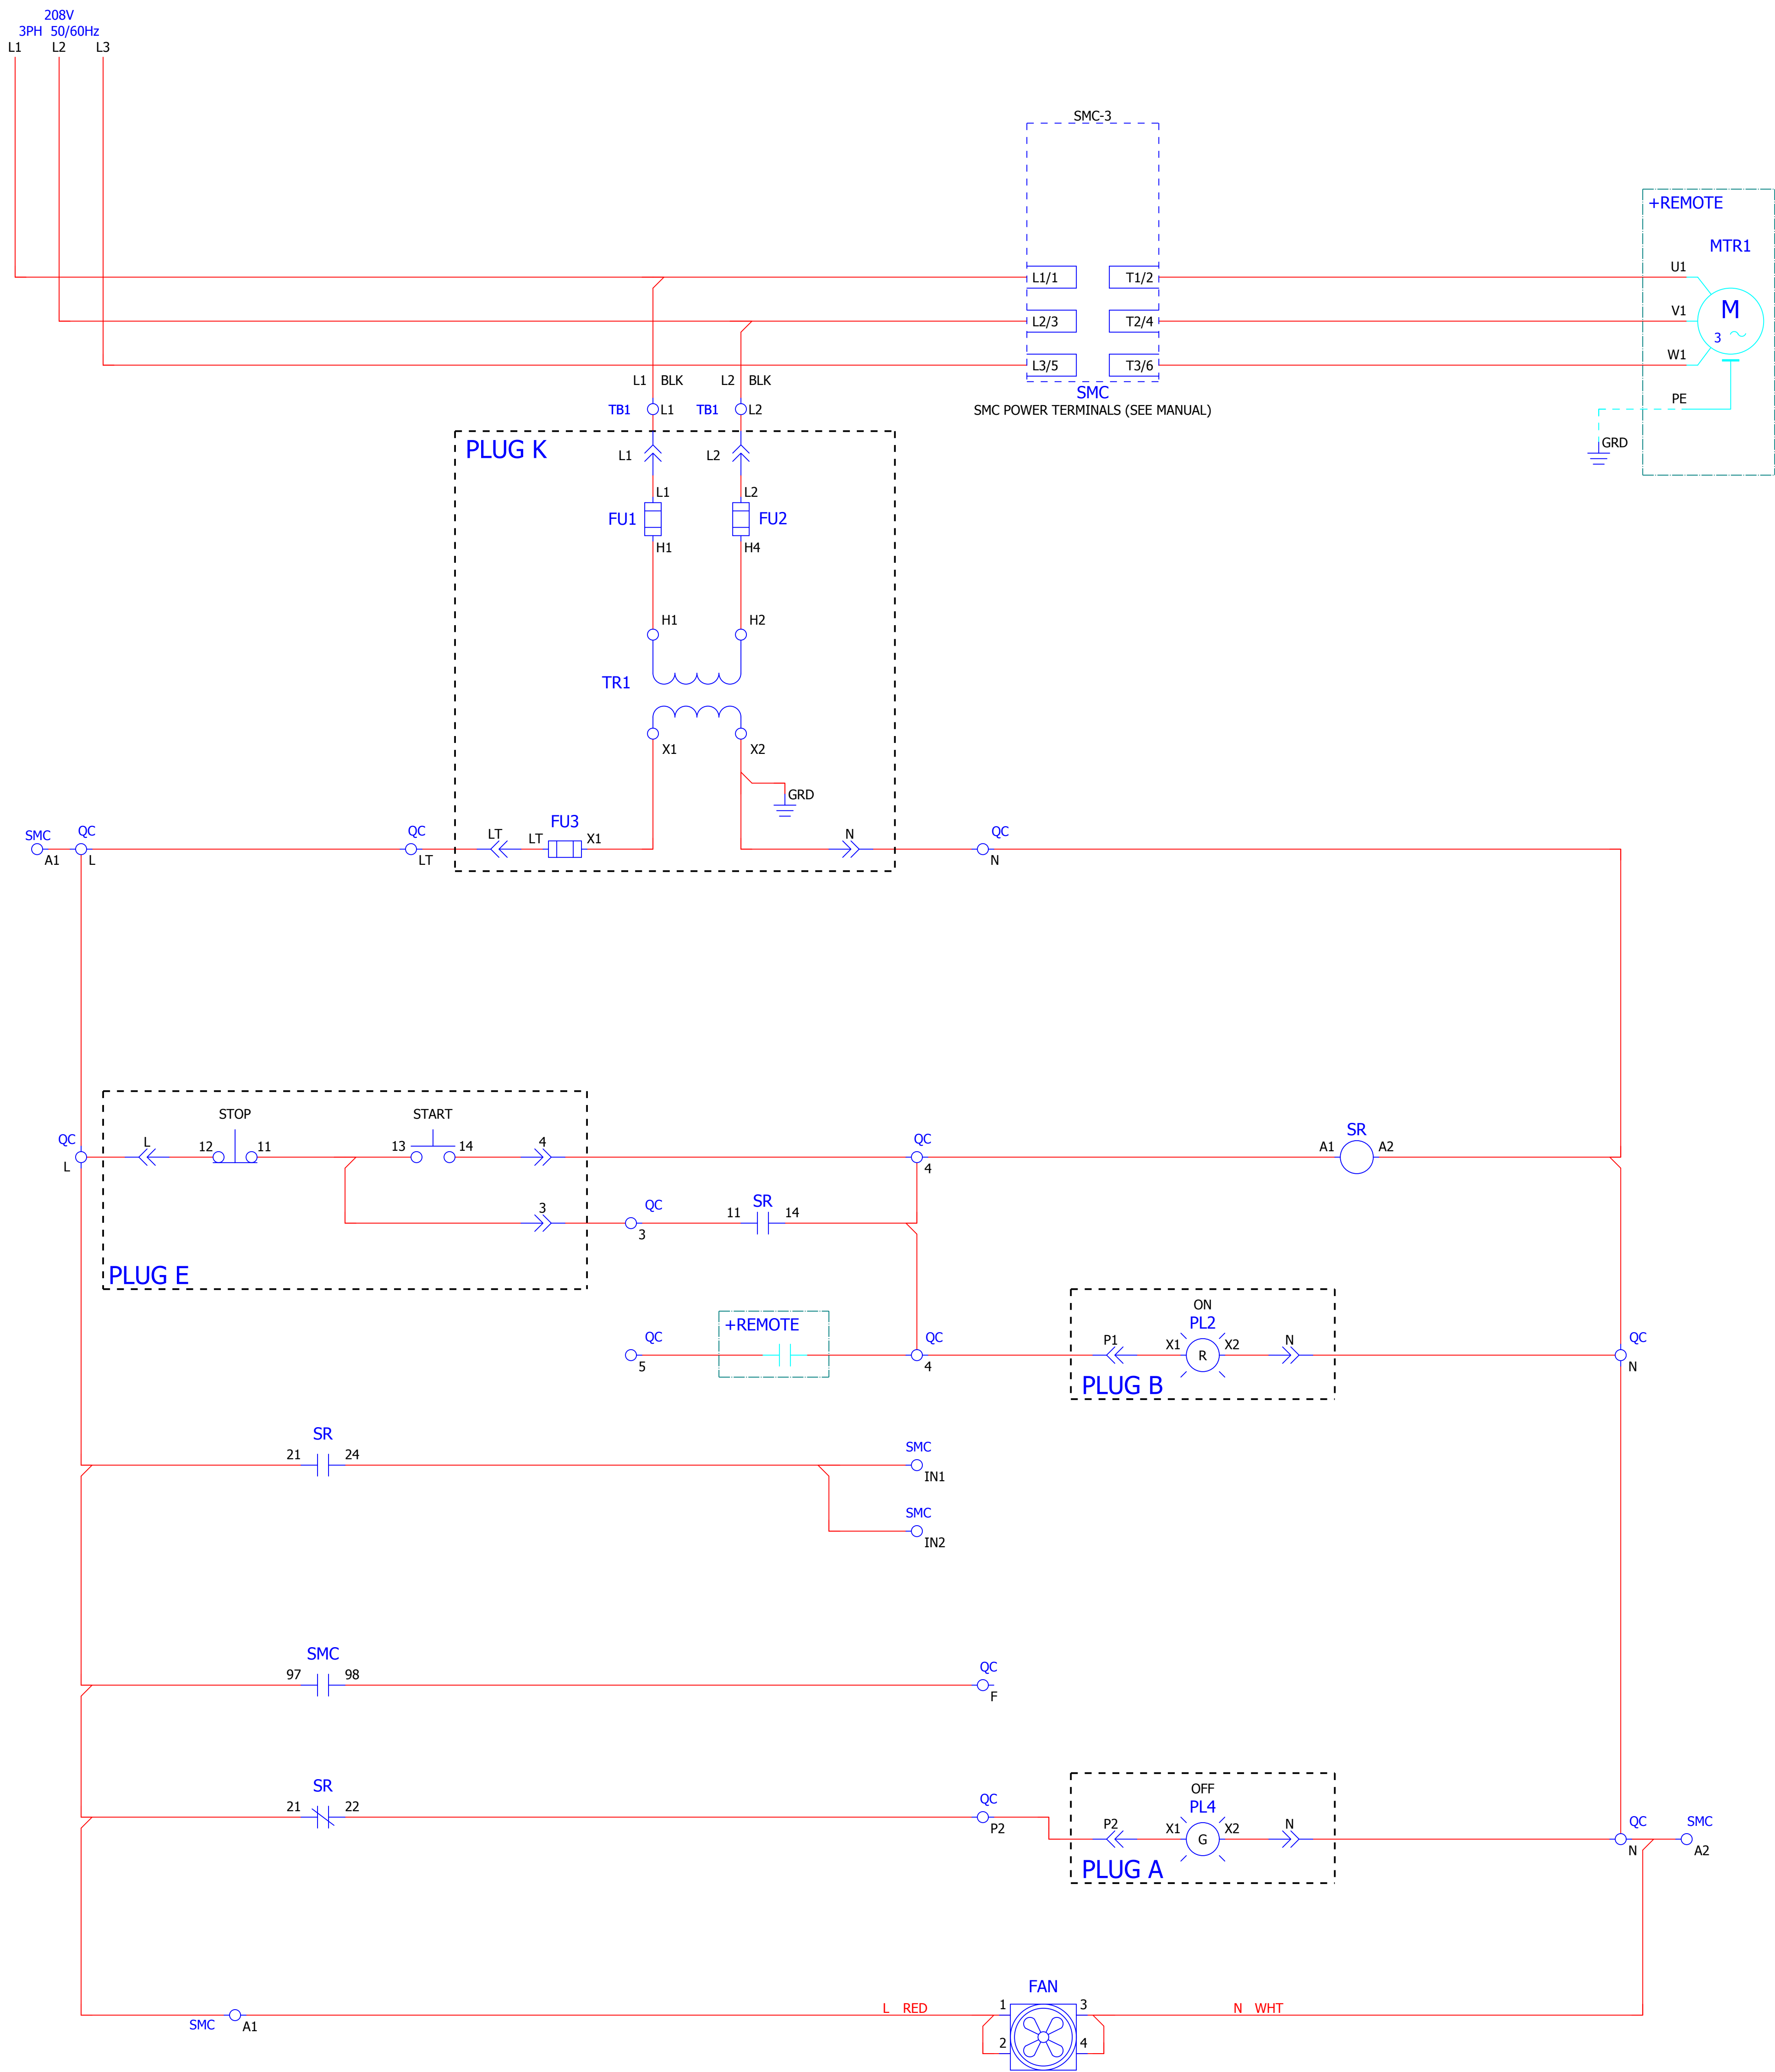 208V
3PH 50/60Hz
L1 L2 L3
SMC-3
+REMOTE
MTR1
L1/1 T1/2 U1
L2/3 T2/4 V1
M
3
L3/5 T3/6 W1
L1 BLK L2 BLK
SMC
PE
TB1 L1 TB1 L2
SMC POWER TERMINALS (SEE MANUAL)
GRD
PLUG K
L1 L2
L1 L2
FU1 FU2
H1 H4
H1 H2
TR1
X1 X2
GRD
SMC QC QC LT LT FU3 X1 N QC
A1 L LT N
STOP START
QC L 12 11 13 14 4 QC A1 SR A2
L 4
3 QC 11 SR 14
3
PLUG E
ON
+REMOTE PL2
QC QC P1 X1 R X2 N QC
5 4 N
PLUG B
SR SMC
21 24 IN1
SMC
IN2
SMC QC
97 98 F
SR OFF
21 22 QC PL4
P2 P2 X1 G X2 N QC SMC
N A2
PLUG A
FAN
L RED 1 3 N WHT
SMC A1
2 4